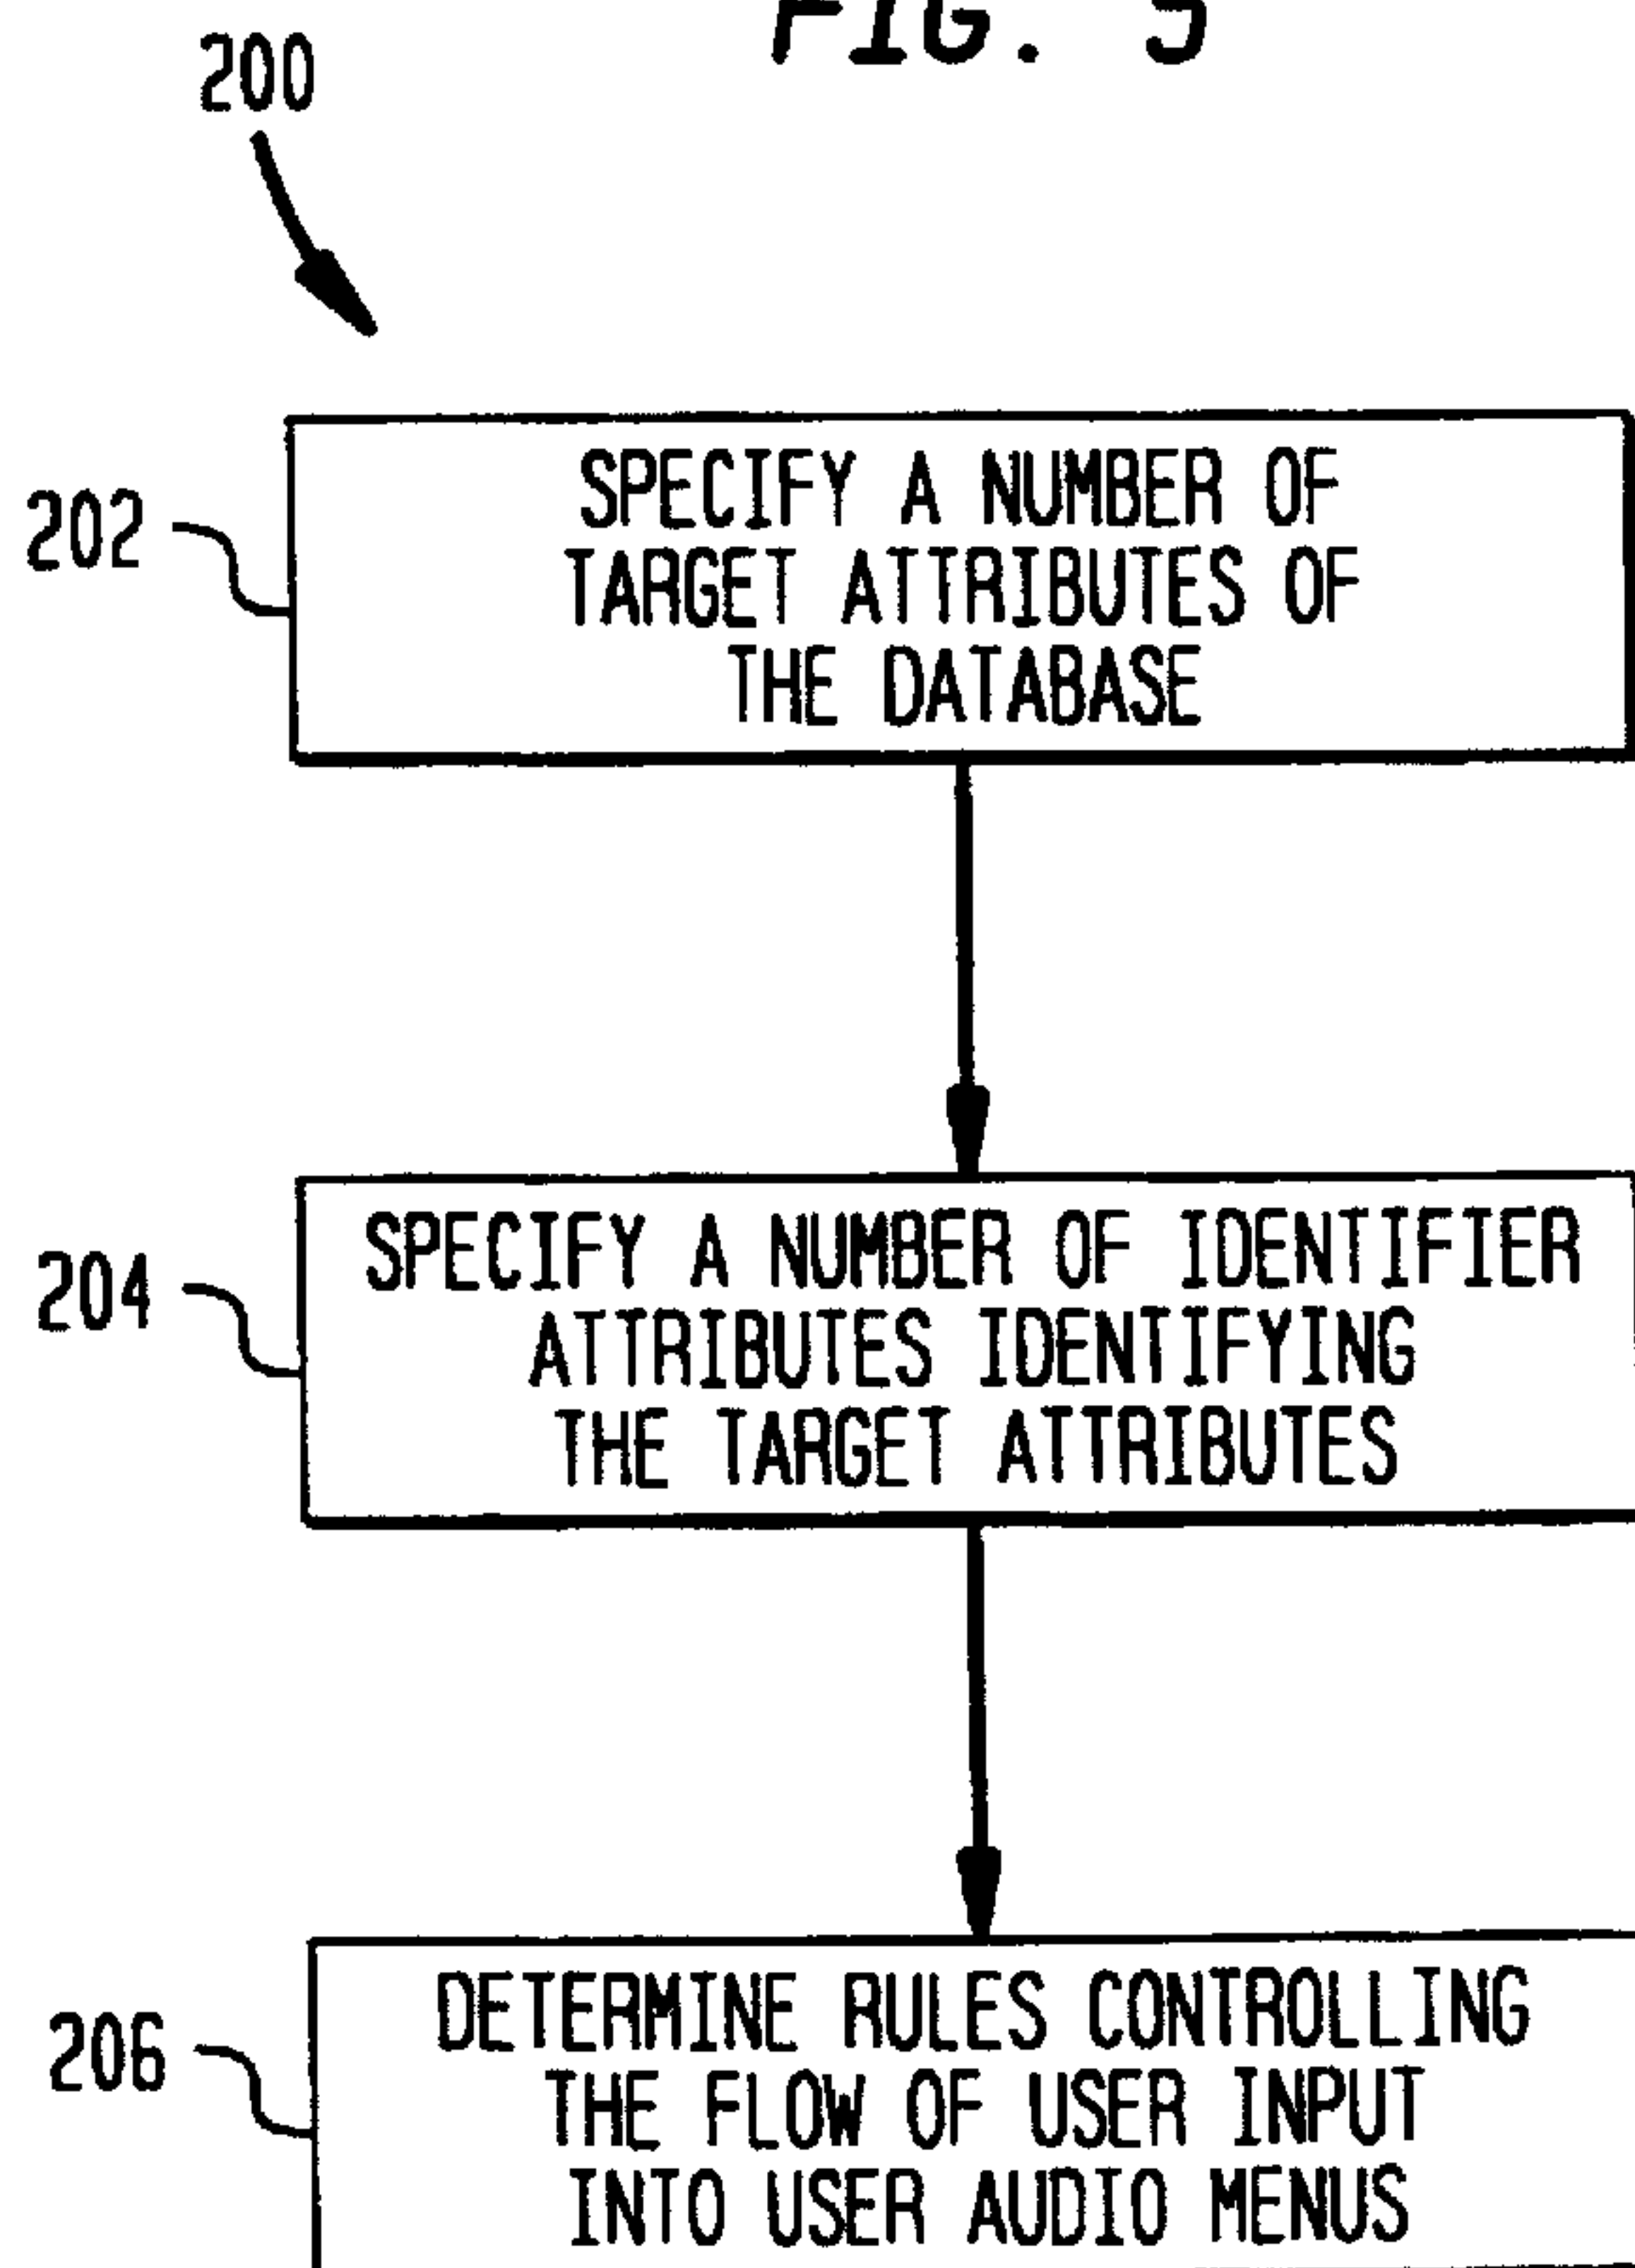 FIG.
200
202
SPECIFY A NUMBER OF
TARGET ATTRIBUTES OF
THE DATABASE
204
SPECIFY A NUMBER OF IDENTIFIER
ATTRIBUTES IDENTIFYING
THE TARGET ATTRIBUTES
206
DETERMINE RULES CONTROLLING
THE FLOW OF USER INPUT
INTO USER AUDIO MENUS